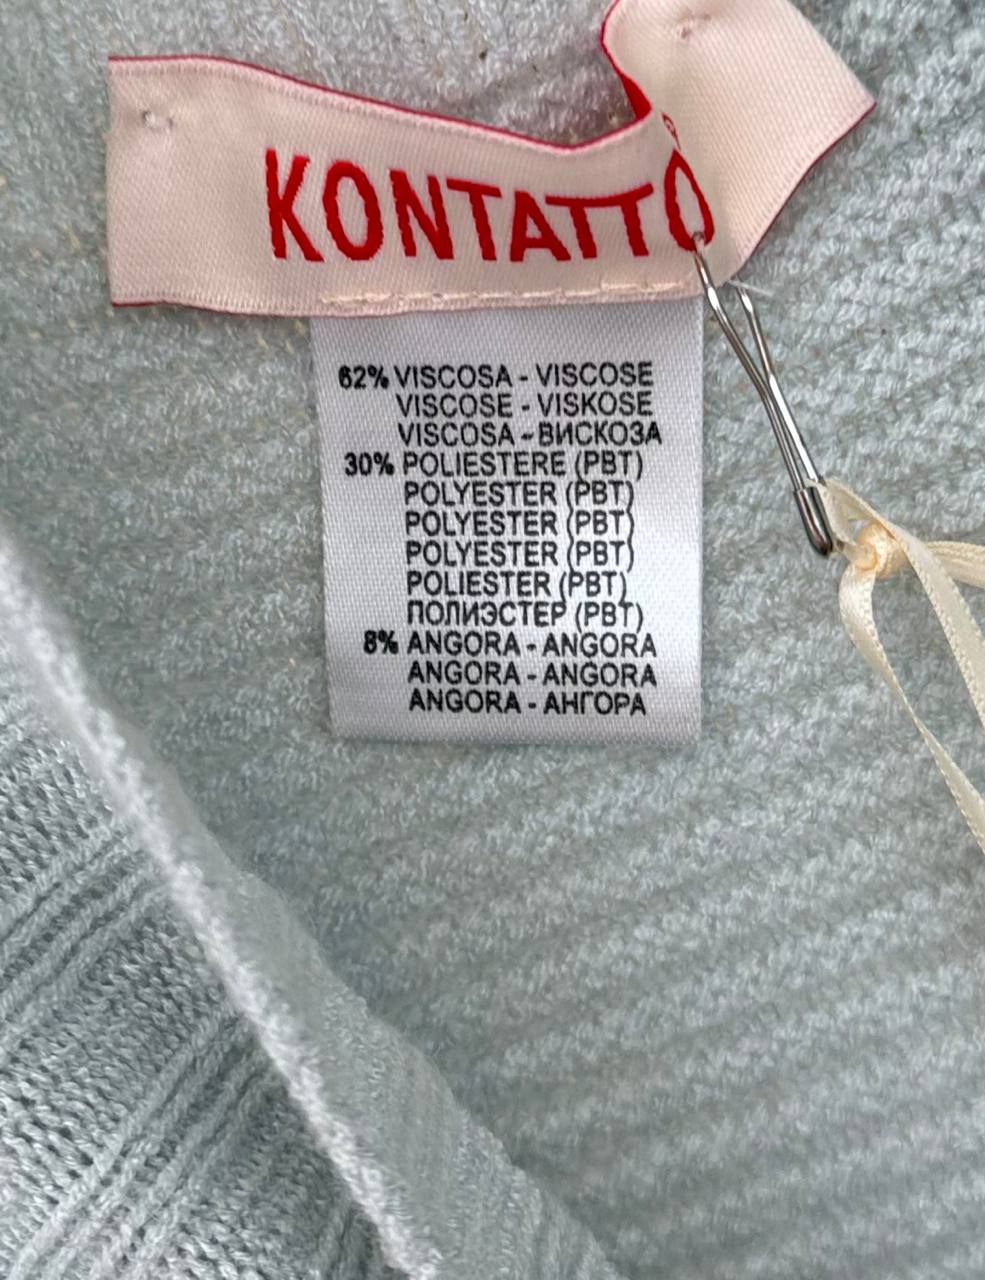 KONTATTO
62% VISCOSA - VISCOSE
VISCOSE - VISKOSE
VISCOSA - ВИСКОЗА
30% POLIESTERE (PBT)
POLYESTER (PBT)
POLYESTER (PBT)
POLYESTER (PBT)
POLIESTER (PBT)
ПОЛИЭСТЕР (PBT)
8% ANGORA - ANGORA
ANGORA - ANGORA
ANGORA - АНГОРА